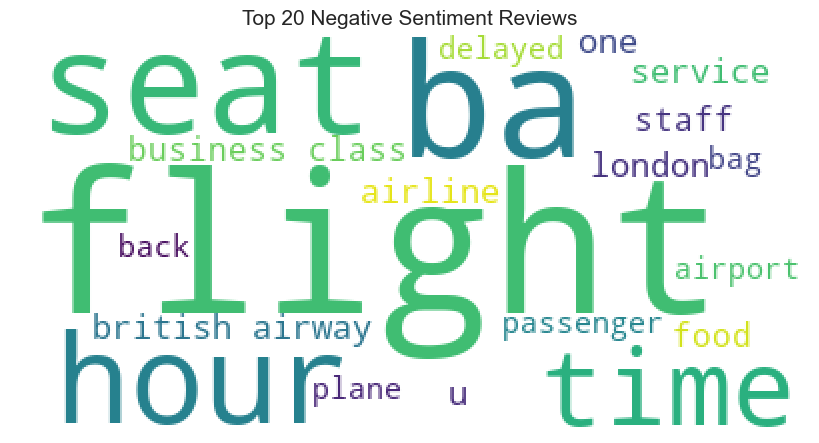 Top 20 Negative Sentiment Reviews
seat
ba
delayed
one
service
staff
business class
london
bag
airline
flight
back
airport
british airway
passenger
food
hour
time
plane
u